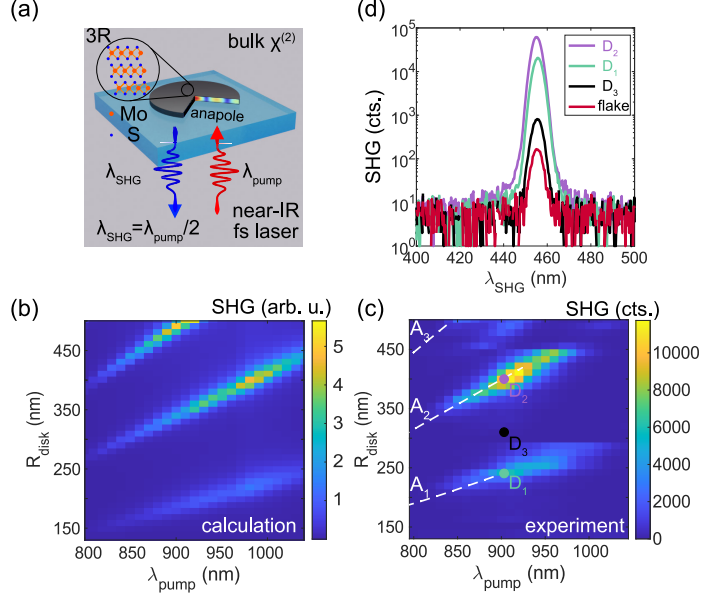 (a)
3R
bulk χ(2)
anapole
Mo
S
λSHG
λpump
λSHG=λpump/2
near-IR
fs laser
(d)
SHG (cts.)
10^5
10^4
10^3
10^2
10^1
10^0
D2
D1
D3
flake
400
420
440
460
480
500
λSHG (nm)
(b)
SHG (arb. u.)
Rdisk (nm)
450
350
250
150
5
4
3
2
1
calculation
800
900
1000
λpump (nm)
(c)
SHG (cts.)
Rdisk (nm)
450
350
250
150
A3
A2
A1
D2
D3
D1
10000
8000
6000
4000
2000
0
experiment
800
900
1000
λpump (nm)